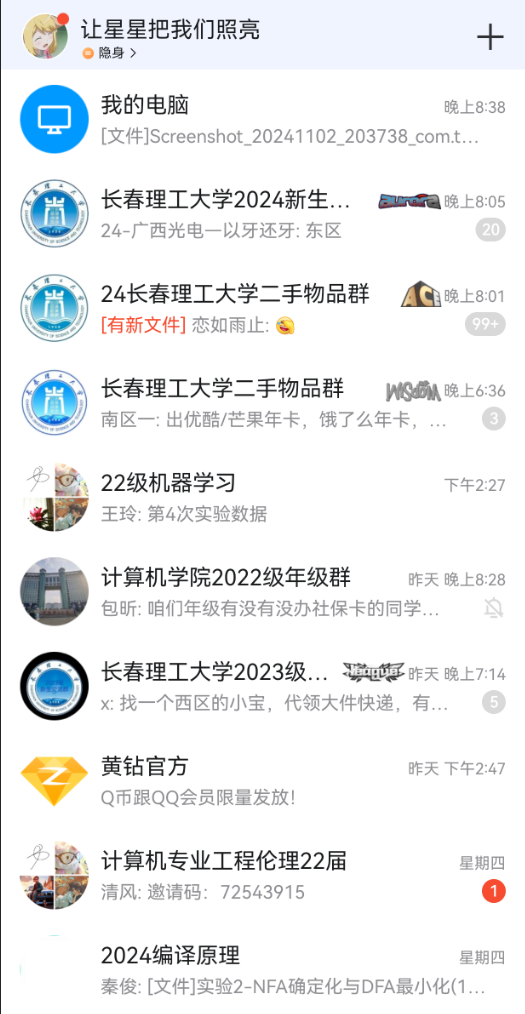 让星星把我们照亮
隐身 >
我的电脑 晚上8:38
[文件]Screenshot_20241102_203738_com.t...
长春理工大学2024新生... aurora 晚上8:05
24-广西光电一以牙还牙: 东区 20
24长春理工大学二手物品群 ACE 晚上8:01
[有新文件] 恋如雨止: 99+
长春理工大学二手物品群 Wisdom 晚上6:36
南区一: 出优酷/芒果年卡，饿了么年卡，... 3
22级机器学习 下午2:27
王玲: 第4次实验数据
计算机学院2022级年级群 昨天 晚上8:28
包昕: 咱们年级有没有没办社保卡的同学...
长春理工大学2023级... League 昨天 晚上7:14
x: 找一个西区的小宝，代领大件快递，有... 5
黄钻官方 昨天 下午2:47
Q币跟QQ会员限量发放！
计算机专业工程伦理22届 星期四
清风: 邀请码：72543915 1
2024编译原理 星期四
秦俊: [文件]实验2-NFA确定化与DFA最小化(1...